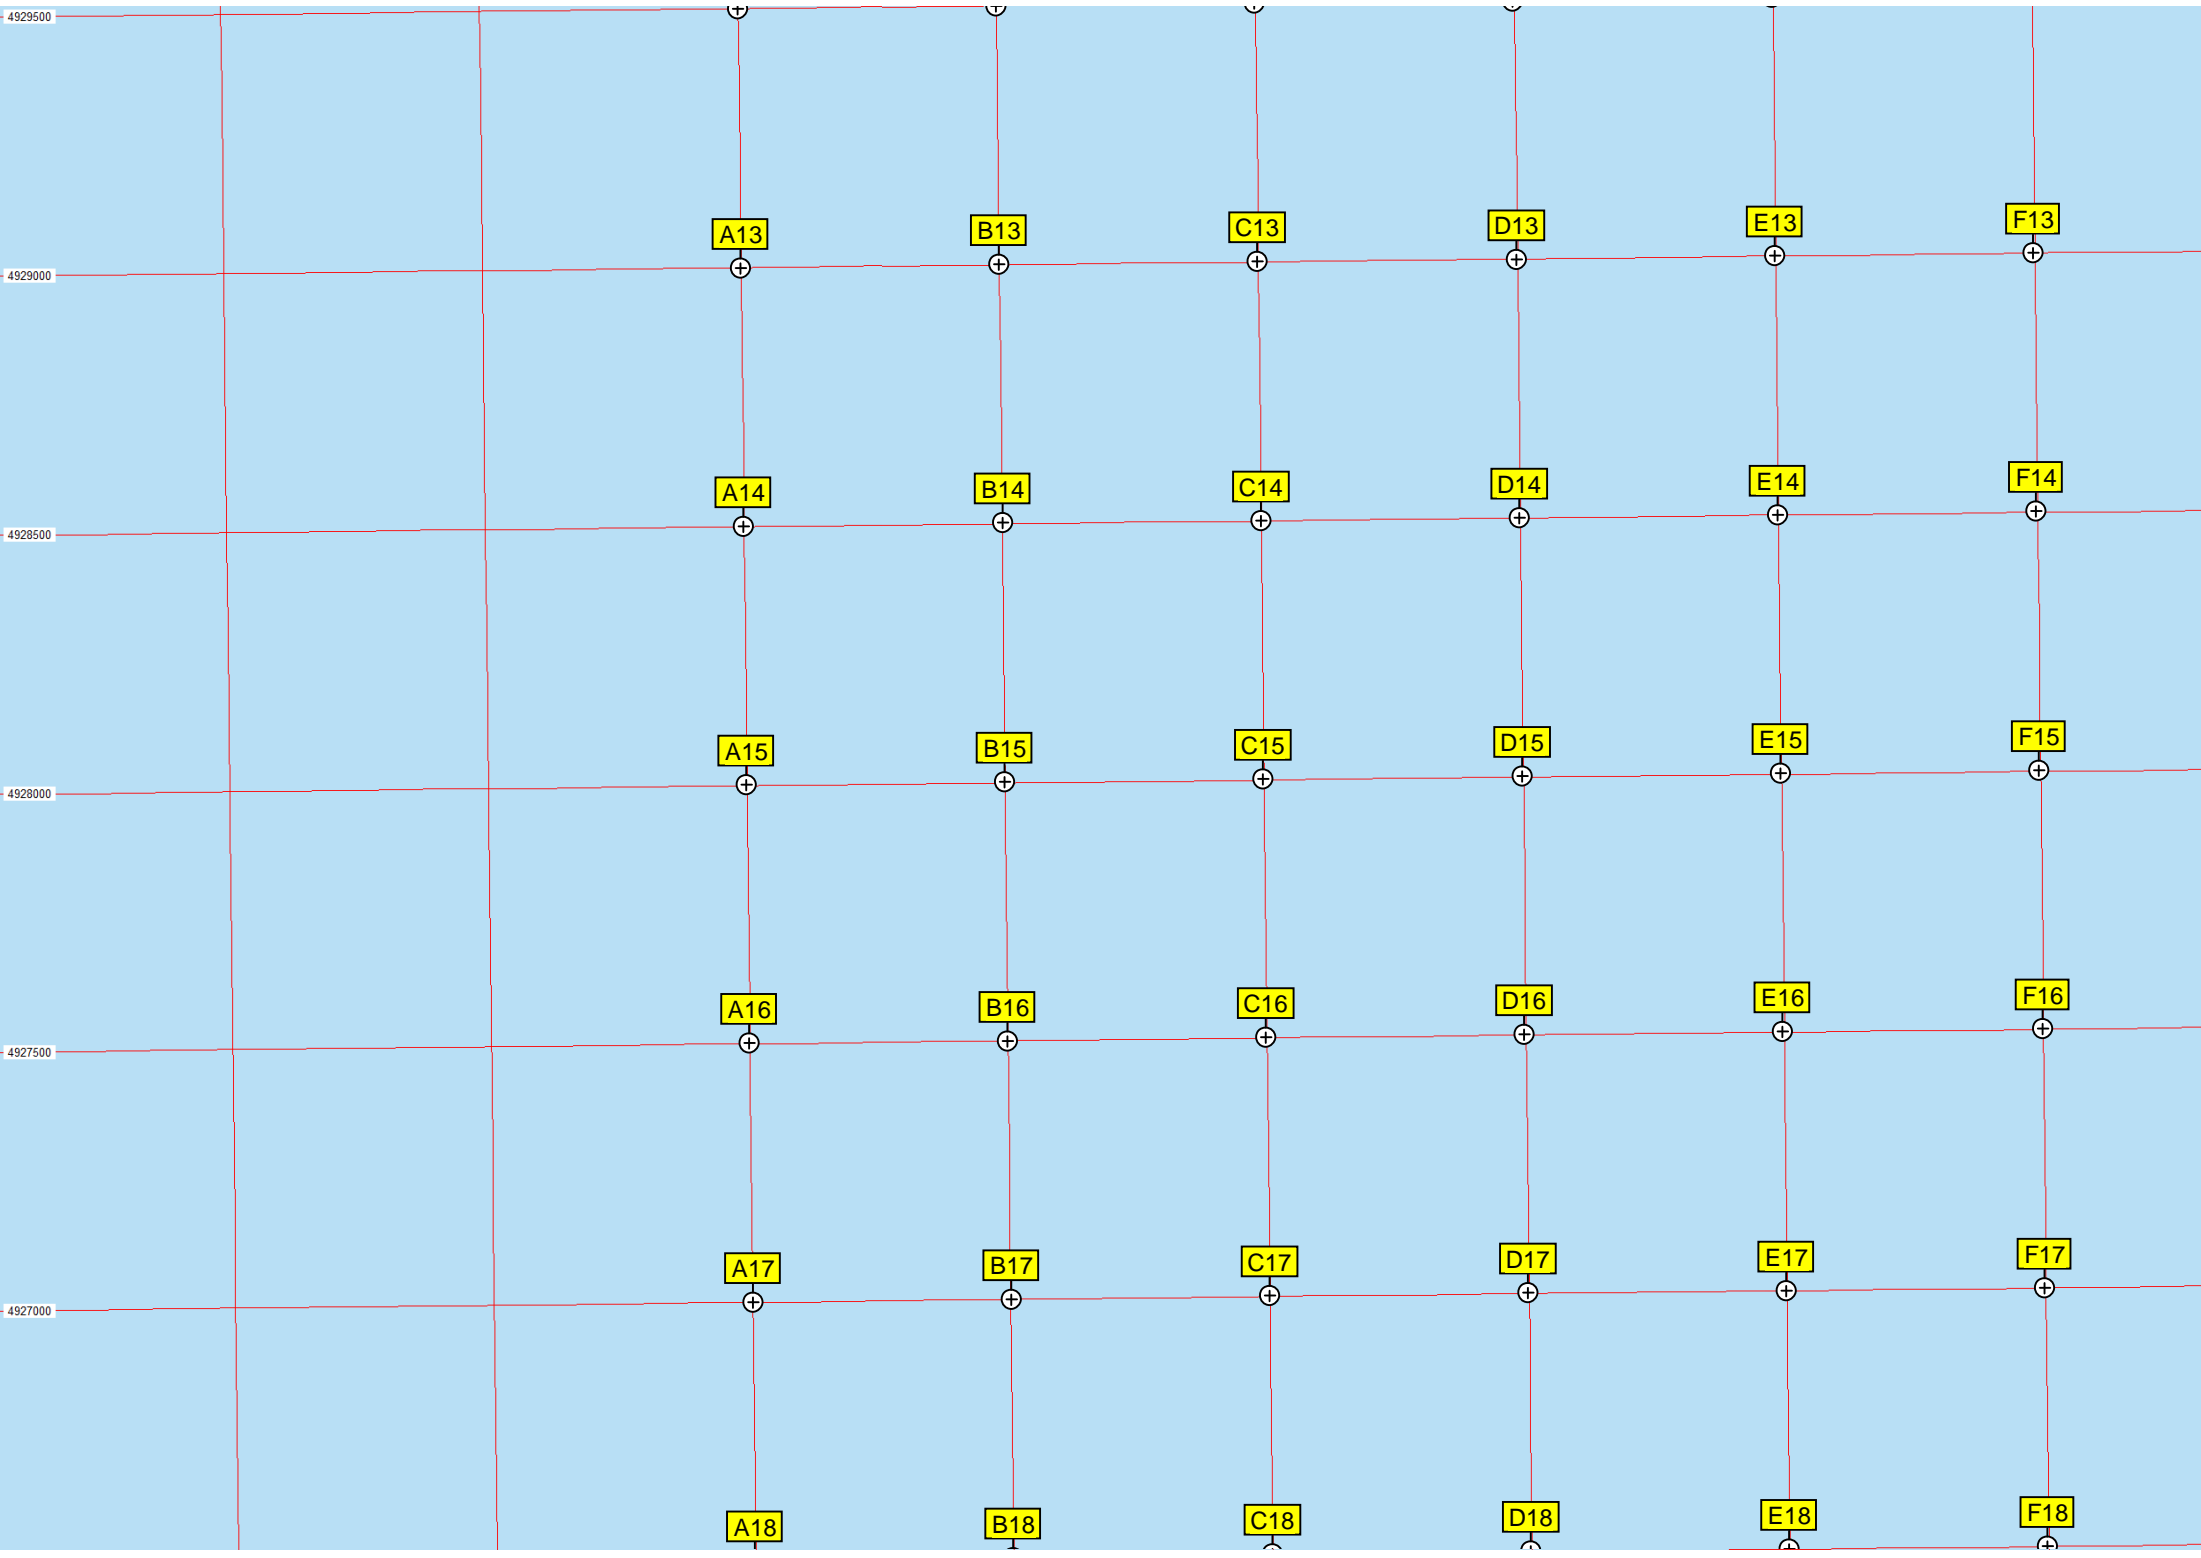 4929500
A13 B13 C13 D13 E13 F13
4929000
A14 B14 C14 D14 E14 F14
4928500
A15 B15 C15 D15 E15 F15
4928000
A16 B16 C16 D16 E16 F16
4927500
A17 B17 C17 D17 E17 F17
4927000
A18 B18 C18 D18 E18 F18